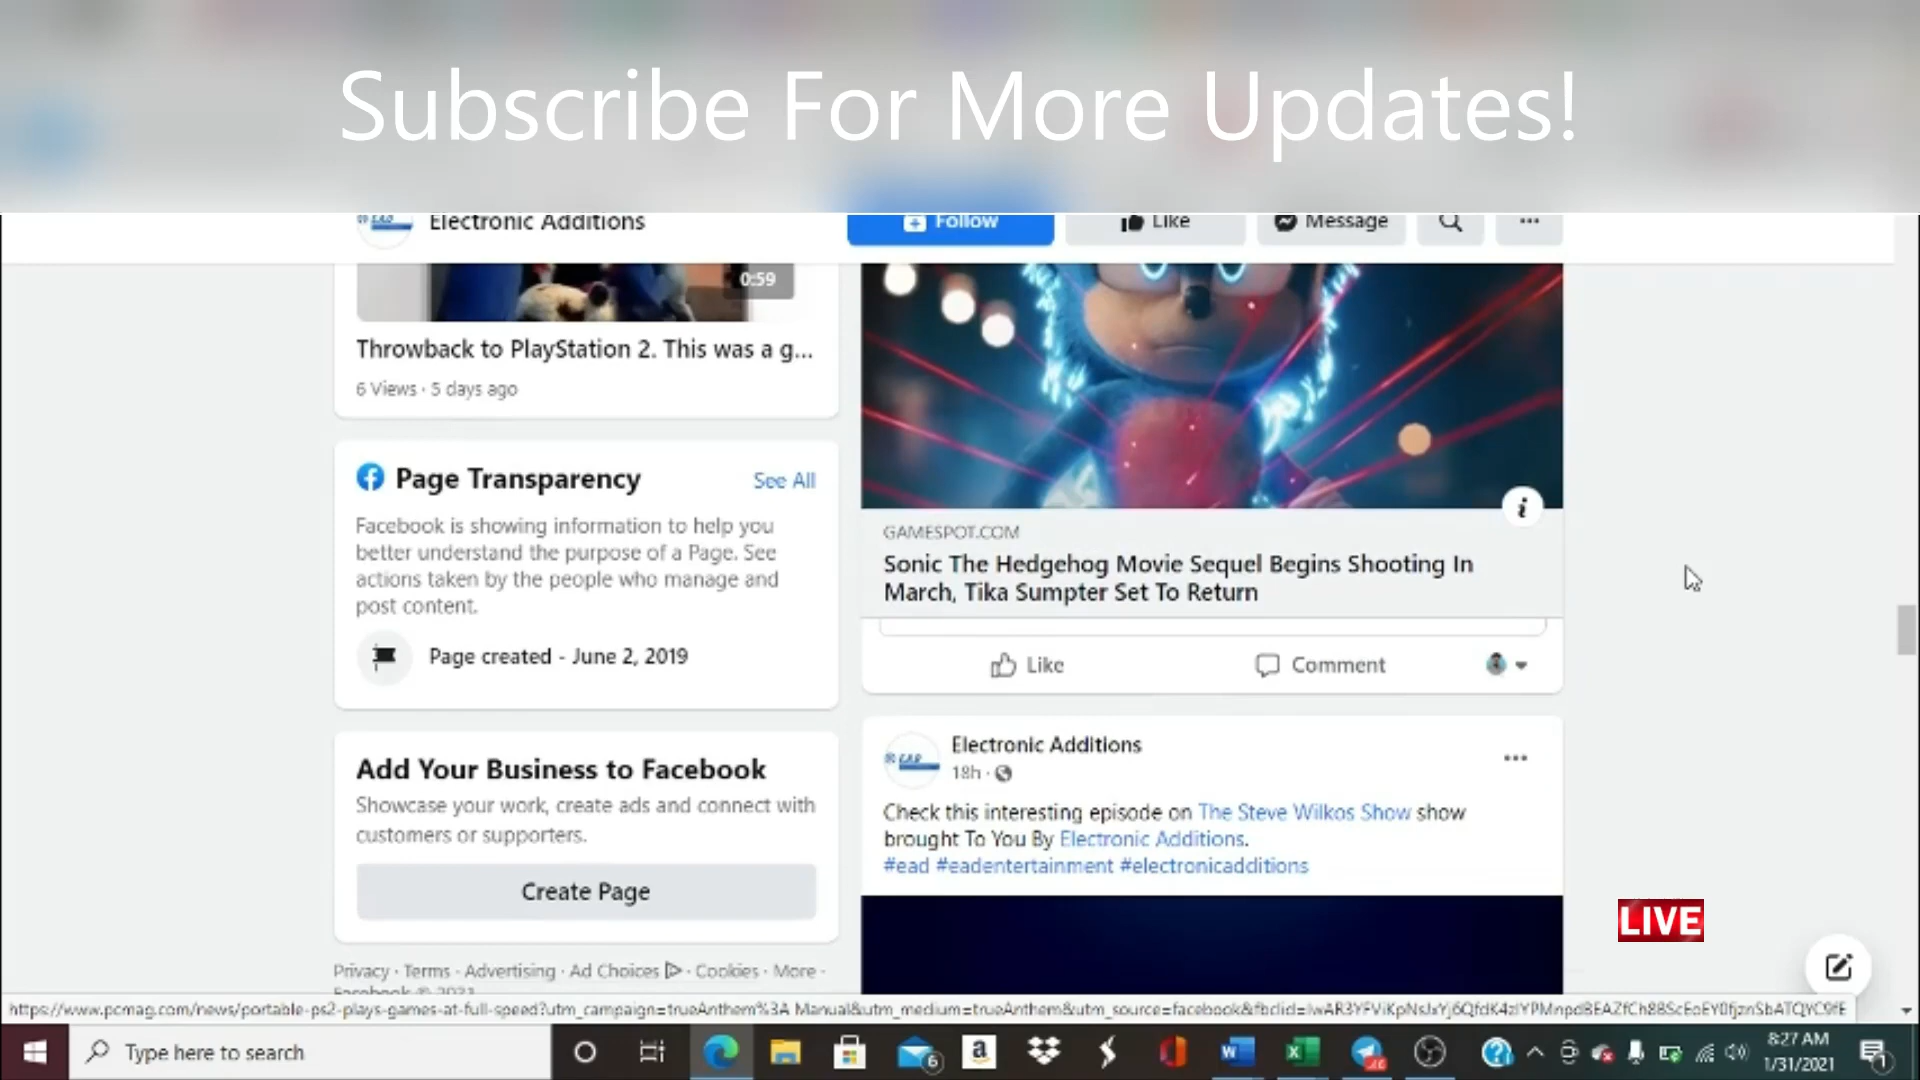 Subscribe For More Updates!
Electronic Additions
Follow
Like
Message
0:59
Throwback to PlayStation 2. This was a g...
6 Views · 5 days ago
Page Transparency
See All
Facebook is showing information to help you
better understand the purpose of a Page. See
actions taken by the people who manage and
post content.
Page created - June 2, 2019
Add Your Business to Facebook
Showcase your work, create ads and connect with
customers or supporters.
Create Page
Privacy · Terms · Advertising · Ad Choices · Cookies · More ·
Facebook © 2021
GAMESPOT.COM
Sonic The Hedgehog Movie Sequel Begins Shooting In
March, Tika Sumpter Set To Return
Like
Comment
Electronic Additions
18h ·
Check this interesting episode on The Steve Wilkos Show show
brought To You By Electronic Additions.
#ead #eadentertainment #electronicadditions
LIVE
Type here to search
8:27 AM
1/31/2021